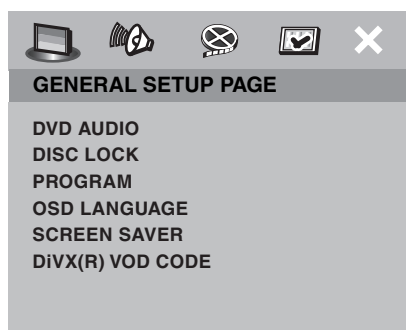 GENERAL SETUP PAGE
DVD AUDIO
DISC LOCK
PROGRAM
OSD LANGUAGE
SCREEN SAVER
DiVX(R) VOD CODE